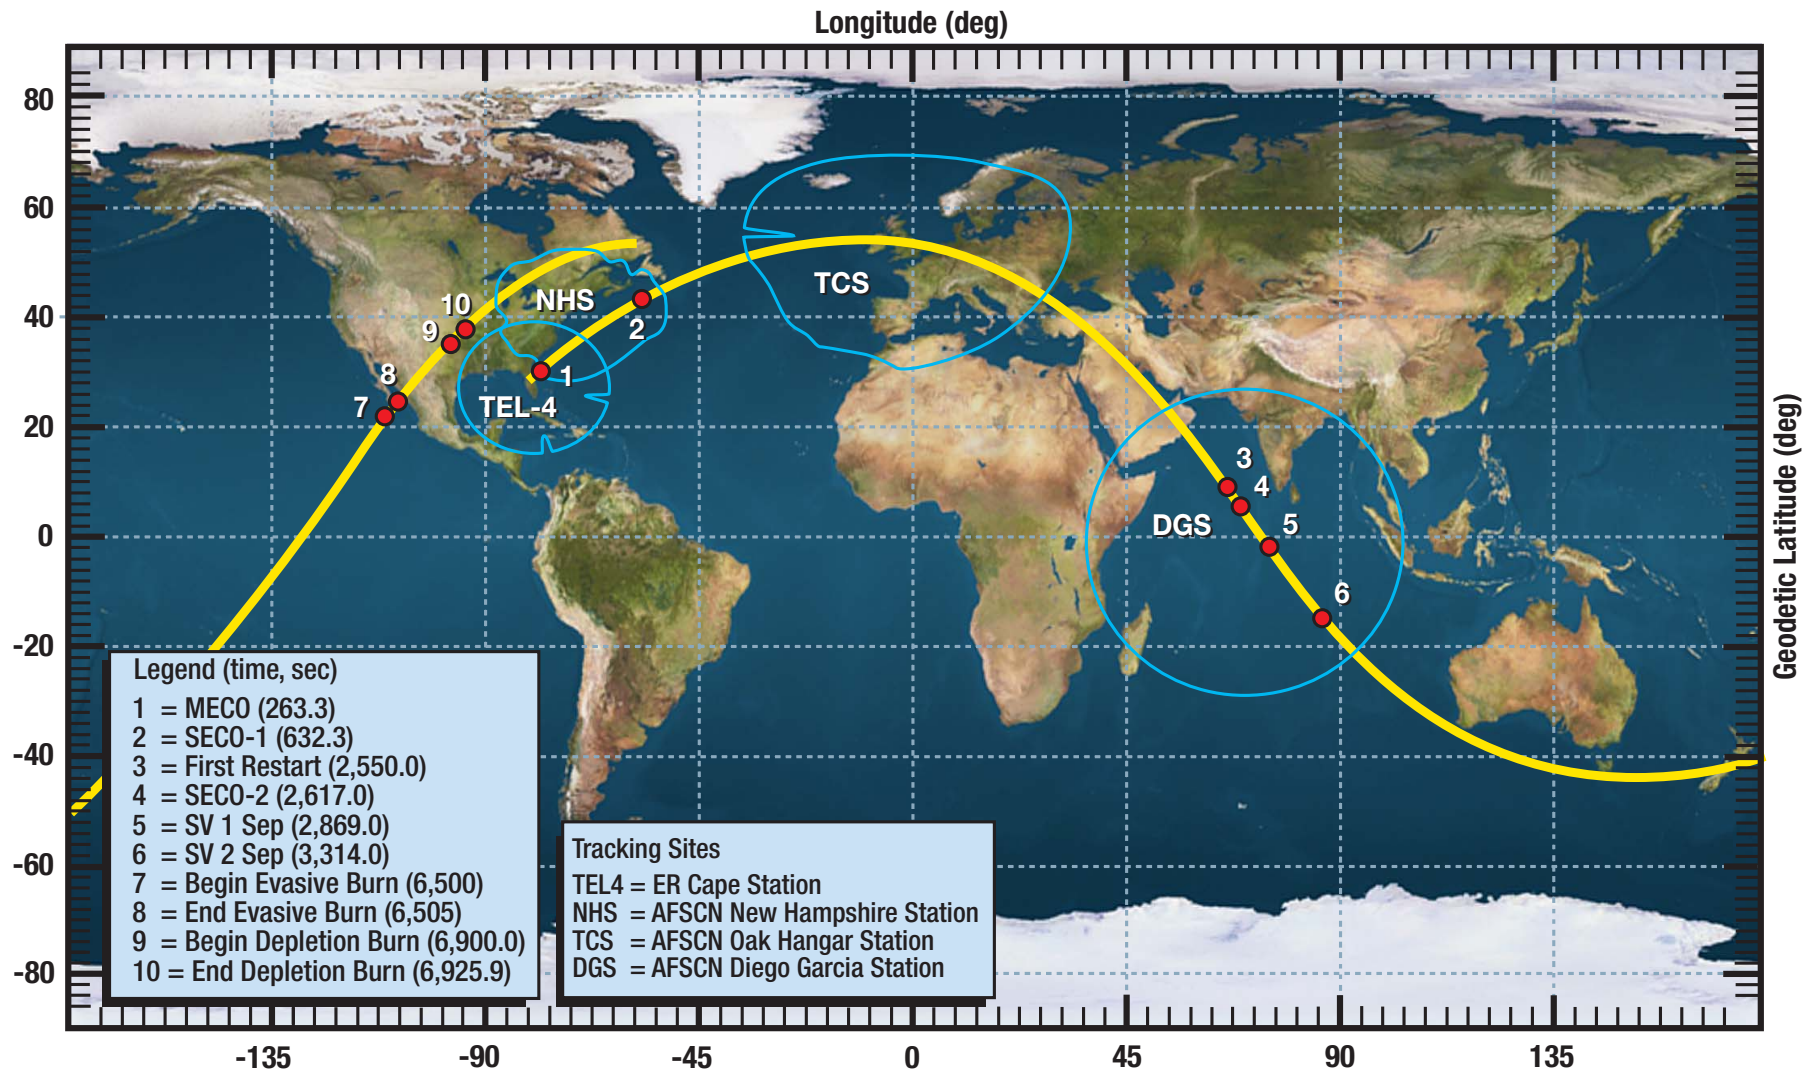 Longitude (deg)
80
60
40
20
0
-20
-40
-60
-80
-135
-90
-45
0
45
90
135
Geodetic Latitude (deg)
NHS
TEL-4
TCS
DGS
1
2
3
4
5
6
7
8
9
10
Legend (time, sec)
1 = MECO (263.3)
2 = SECO-1 (632.3)
3 = First Restart (2,550.0)
4 = SECO-2 (2,617.0)
5 = SV 1 Sep (2,869.0)
6 = SV 2 Sep (3,314.0)
7 = Begin Evasive Burn (6,500)
8 = End Evasive Burn (6,505)
9 = Begin Depletion Burn (6,900.0)
10 = End Depletion Burn (6,925.9)
Tracking Sites
TEL4 = ER Cape Station
NHS = AFSCN New Hampshire Station
TCS = AFSCN Oak Hangar Station
DGS = AFSCN Diego Garcia Station